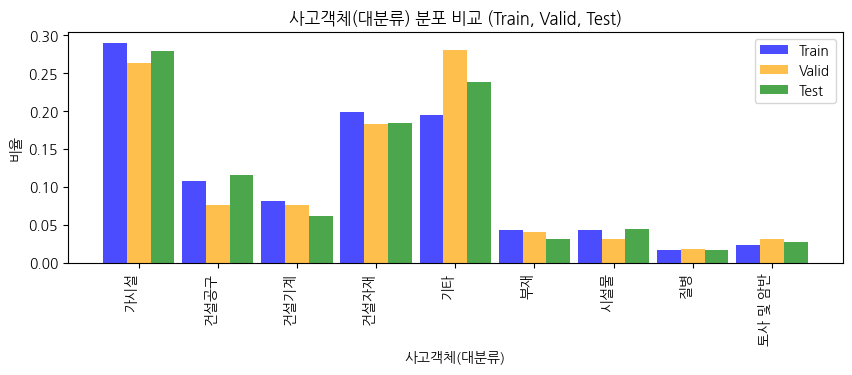 사고객체(대분류) 분포 비교 (Train, Valid, Test)
Train
Valid
Test
비율
0.30
0.25
0.20
0.15
0.10
0.05
0.00
가시설
건설공구
건설기계
건설자재
기타
부재
시설물
질병
토사 및 암반
사고객체(대분류)